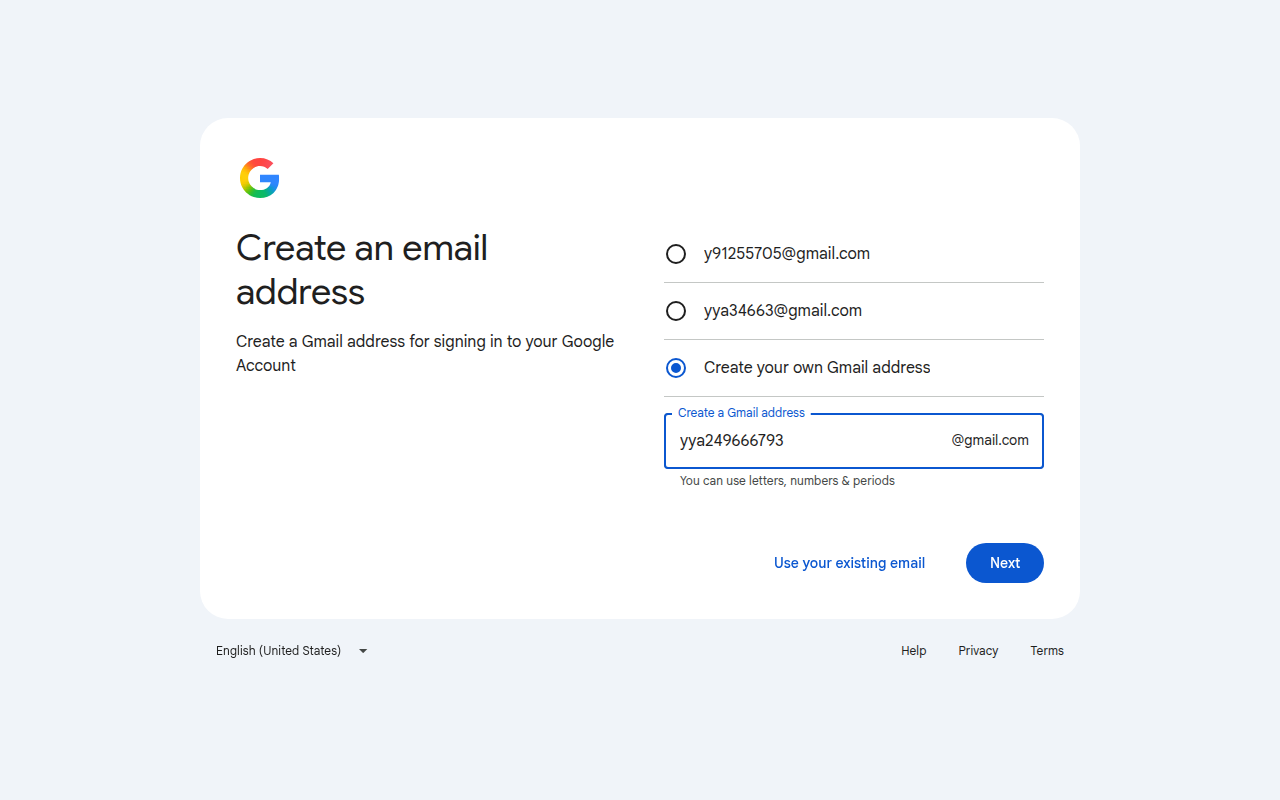 Create an email
address
Create a Gmail address for signing in to your Google
Account
y91255705@gmail.com
yya34663@gmail.com
Create your own Gmail address
Create a Gmail address
yya249666793 @gmail.com
You can use letters, numbers & periods
Use your existing email Next
English (United States) Help Privacy Terms